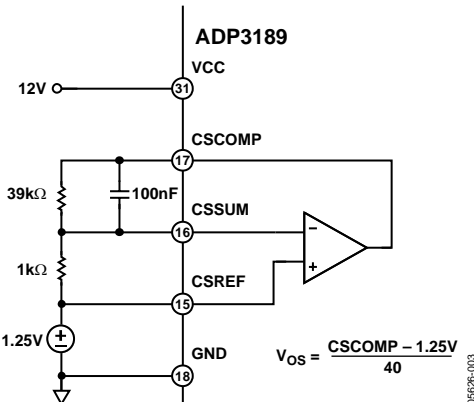 ADP3189
VCC
12V
31
CSCOMP
17
39kΩ
100nF
CSSUM
16
1kΩ
CSREF
15
1.25V
GND
18
VOS = CSCOMP – 1.25V
40
05626-003